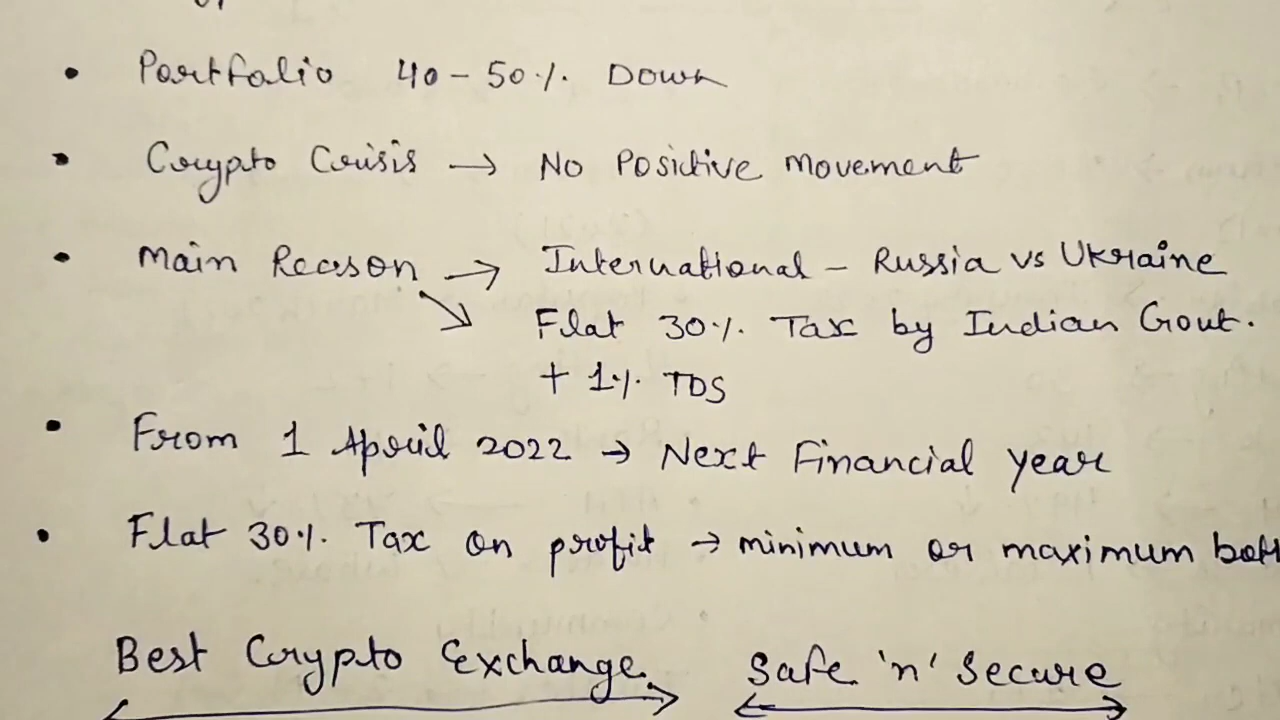 • Portfolio 40-50% Down
• Crypto Crisis → No Positive Movement
• Main Reason → International - Russia vs Ukraine
Flat 30% Tax by Indian Govt.
+ 1% TDS
• From 1 April 2022 → Next Financial year
• Flat 30% Tax on profit → minimum or maximum
Best Crypto Exchange Safe 'n' Secure